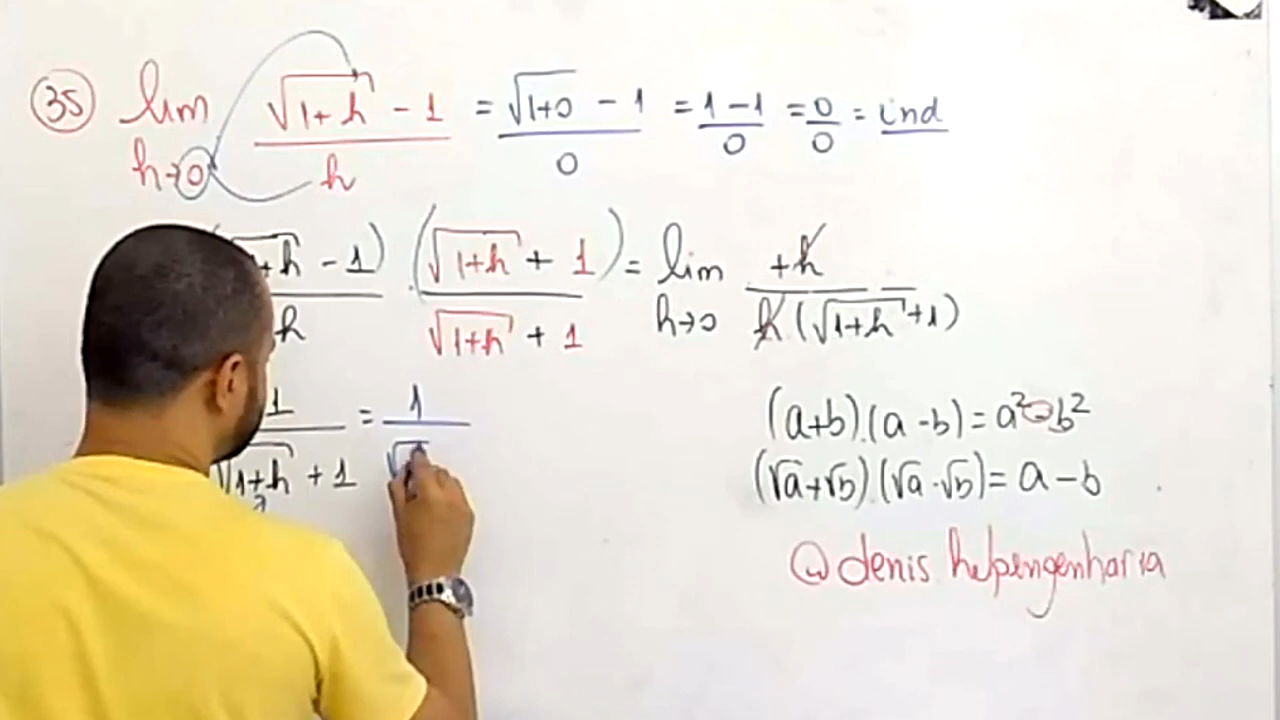 35 lim h→0 (√(1+h) - 1)/h = (√(1+0) - 1)/0 = (1-1)/0 = 0/0 = ind
+h - 1)/h · (√(1+h) + 1)/(√(1+h) + 1) = lim h→0 +h/(h(√(1+h) + 1))
1/(√(1+h) + 1) = 1/√
(a+b).(a-b) = a² - b²
(√a+√b).(√a-√b) = a - b
@denis.helpengenharia